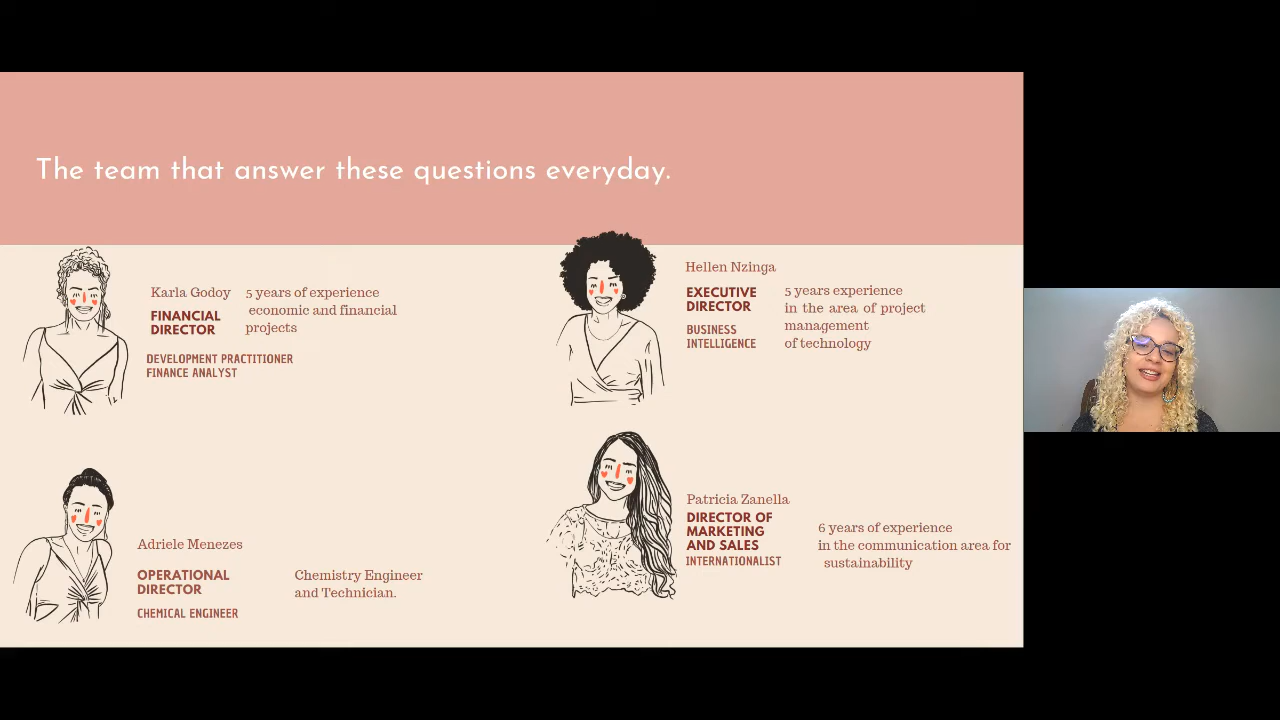 The team that answer these questions everyday.
Karla Godoy
FINANCIAL
DIRECTOR
5 years of experience
economic and financial
projects
DEVELOPMENT PRACTITIONER
FINANCE ANALYST
Hellen Nzinga
EXECUTIVE
DIRECTOR
BUSINESS
INTELLIGENCE
5 years experience
in the area of project
management
of technology
Adriele Menezes
OPERATIONAL
DIRECTOR
CHEMICAL ENGINEER
Chemistry Engineer
and Technician.
Patricia Zanella
DIRECTOR OF
MARKETING
AND SALES
INTERNATIONALIST
6 years of experience
in the communication area for
sustainability